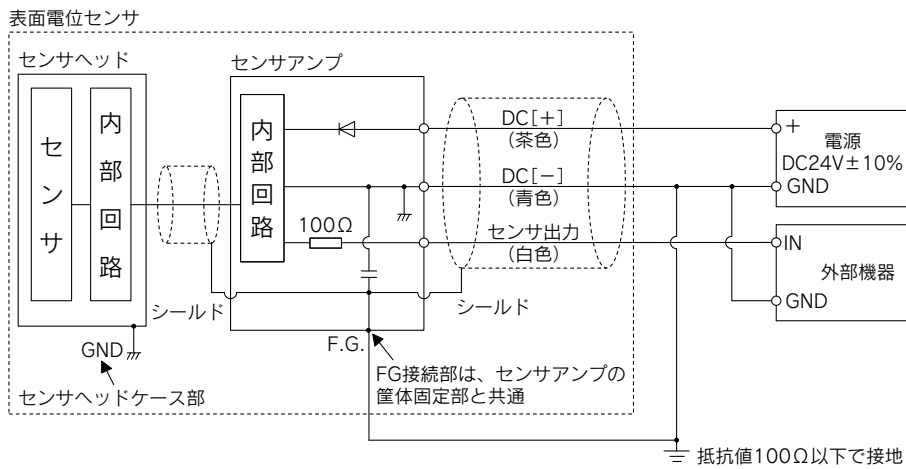 表面電位センサ
センサヘッド
センサアンプ
センサ
内部回路
内部回路
100Ω
DC[+]
(茶色)
DC[−]
(青色)
センサ出力
(白色)
+
電源
DC24V±10%
GND
IN
外部機器
GND
シールド
シールド
GND
F.G.
センサヘッドケース部
FG接続部は、センサアンプの
筐体固定部と共通
抵抗値100Ω以下で接地